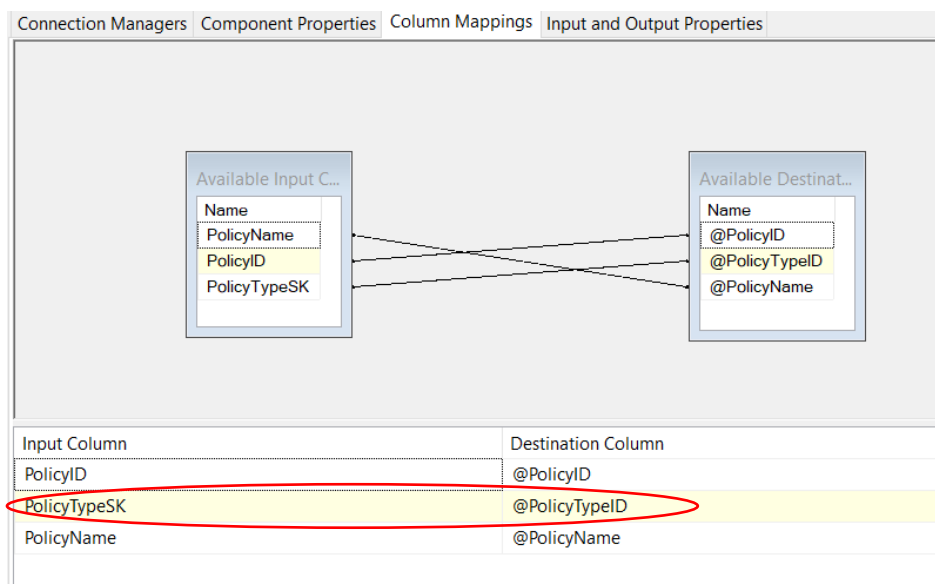 Connection Managers Component Properties Column Mappings Input and Output Properties
Available Input C...
Name
PolicyName
PolicyID
PolicyTypeSK
Available Destinat...
Name
@PolicyID
@PolicyTypeID
@PolicyName
Input Column Destination Column
PolicyID @PolicyID
PolicyTypeSK @PolicyTypeID
PolicyName @PolicyName